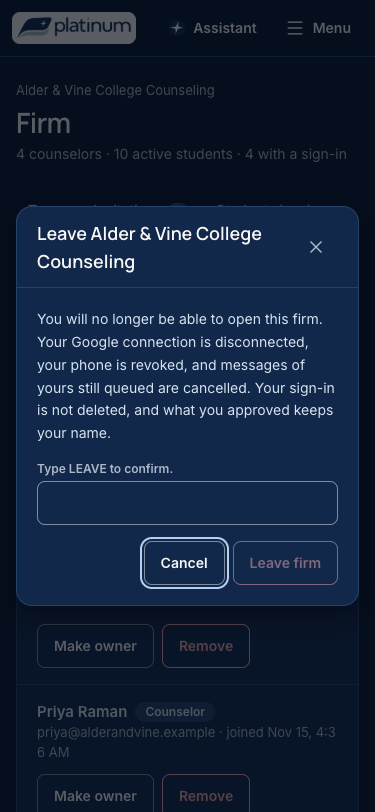 platinum
Assistant
Menu
Alder & Vine College Counseling
Firm
4 counselors · 10 active students · 4 with a sign-in
Leave Alder & Vine College
Counseling
You will no longer be able to open this firm.
Your Google connection is disconnected,
your phone is revoked, and messages of
yours still queued are cancelled. Your sign-in
is not deleted, and what you approved keeps
your name.
Type LEAVE to confirm.
Cancel
Leave firm
Make owner
Remove
Priya Raman
Counselor
priya@alderandvine.example · joined Nov 15, 4:3
6 AM
Make owner
Remove